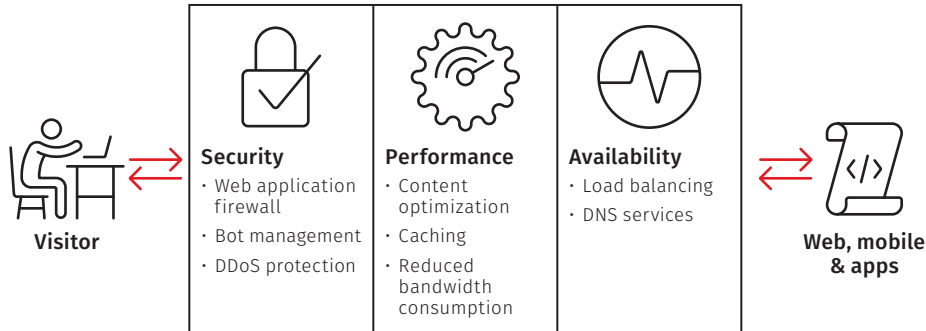 Visitor
Security
· Web application
firewall
· Bot management
· DDoS protection
Performance
· Content
optimization
· Caching
· Reduced
bandwidth
consumption
Availability
· Load balancing
· DNS services
</>
Web, mobile
& apps